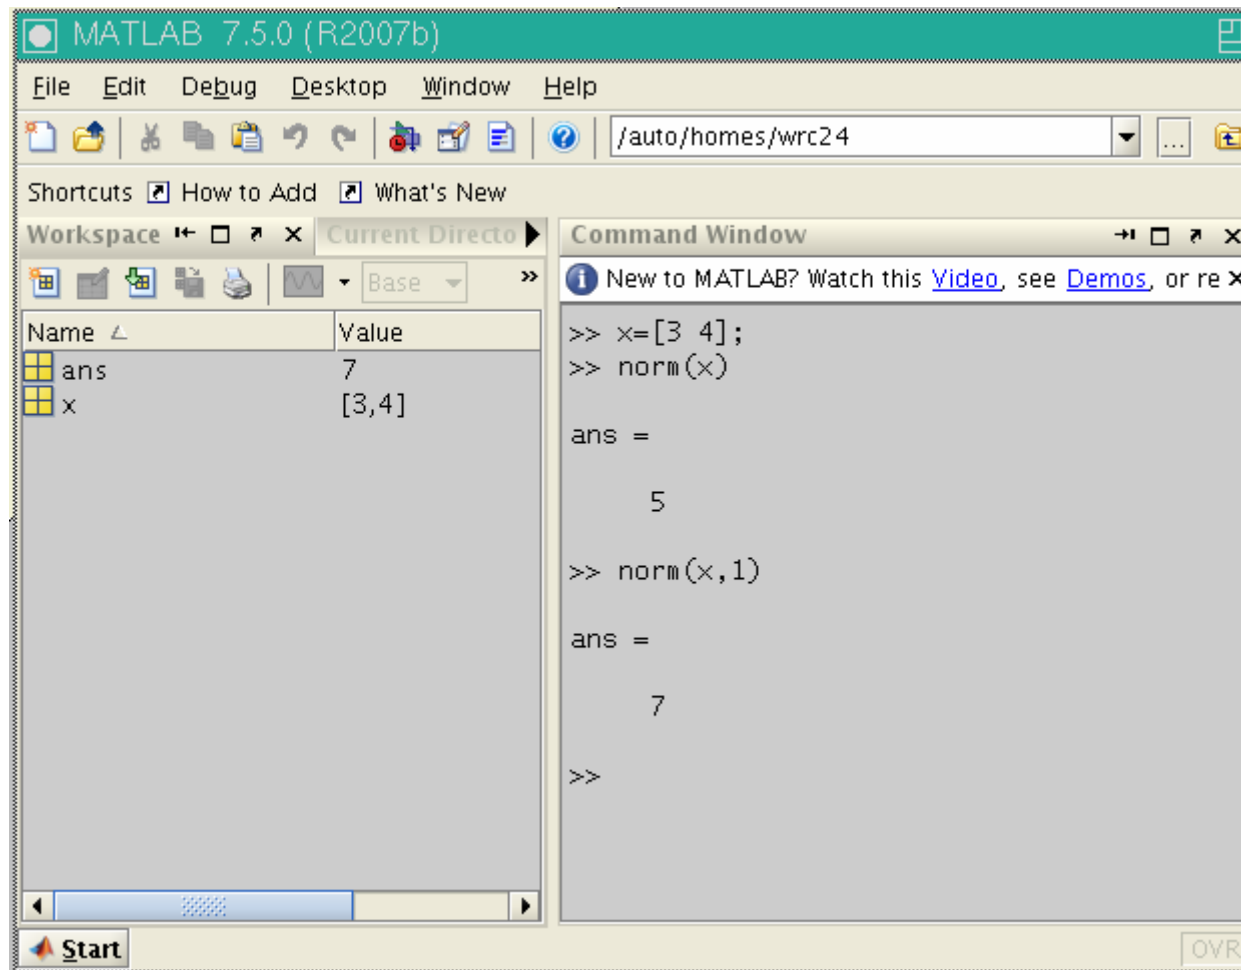 MATLAB 7.5.0 (R2007b)
File Edit Debug Desktop Window Help
/auto/homes/wrc24 ...
Shortcuts How to Add What's New
Workspace Current Directo
Base »
Name Value
ans 7
x [3,4]
Command Window
New to MATLAB? Watch this Video, see Demos, or re
>> x=[3 4];
>> norm(x)
ans =
5
>> norm(x,1)
ans =
7
>>
Start
OVR